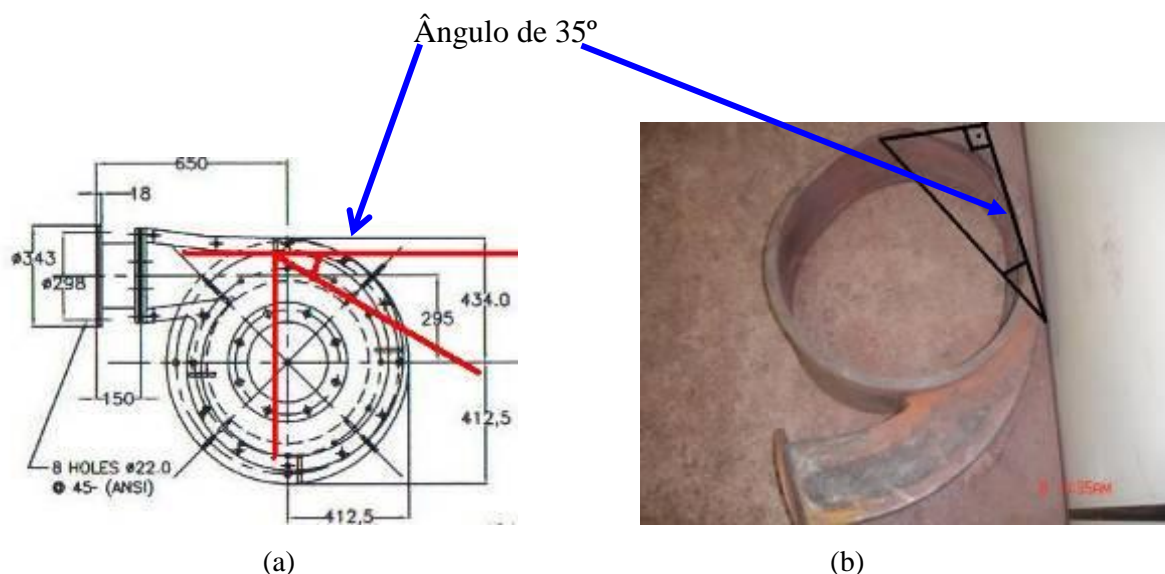 Ângulo de 35º
650
18
ø343
ø298
434.0
295
150
412,5
8 HOLES ø22.0
45- (ANSI)
412,5
35AM
(a)
(b)